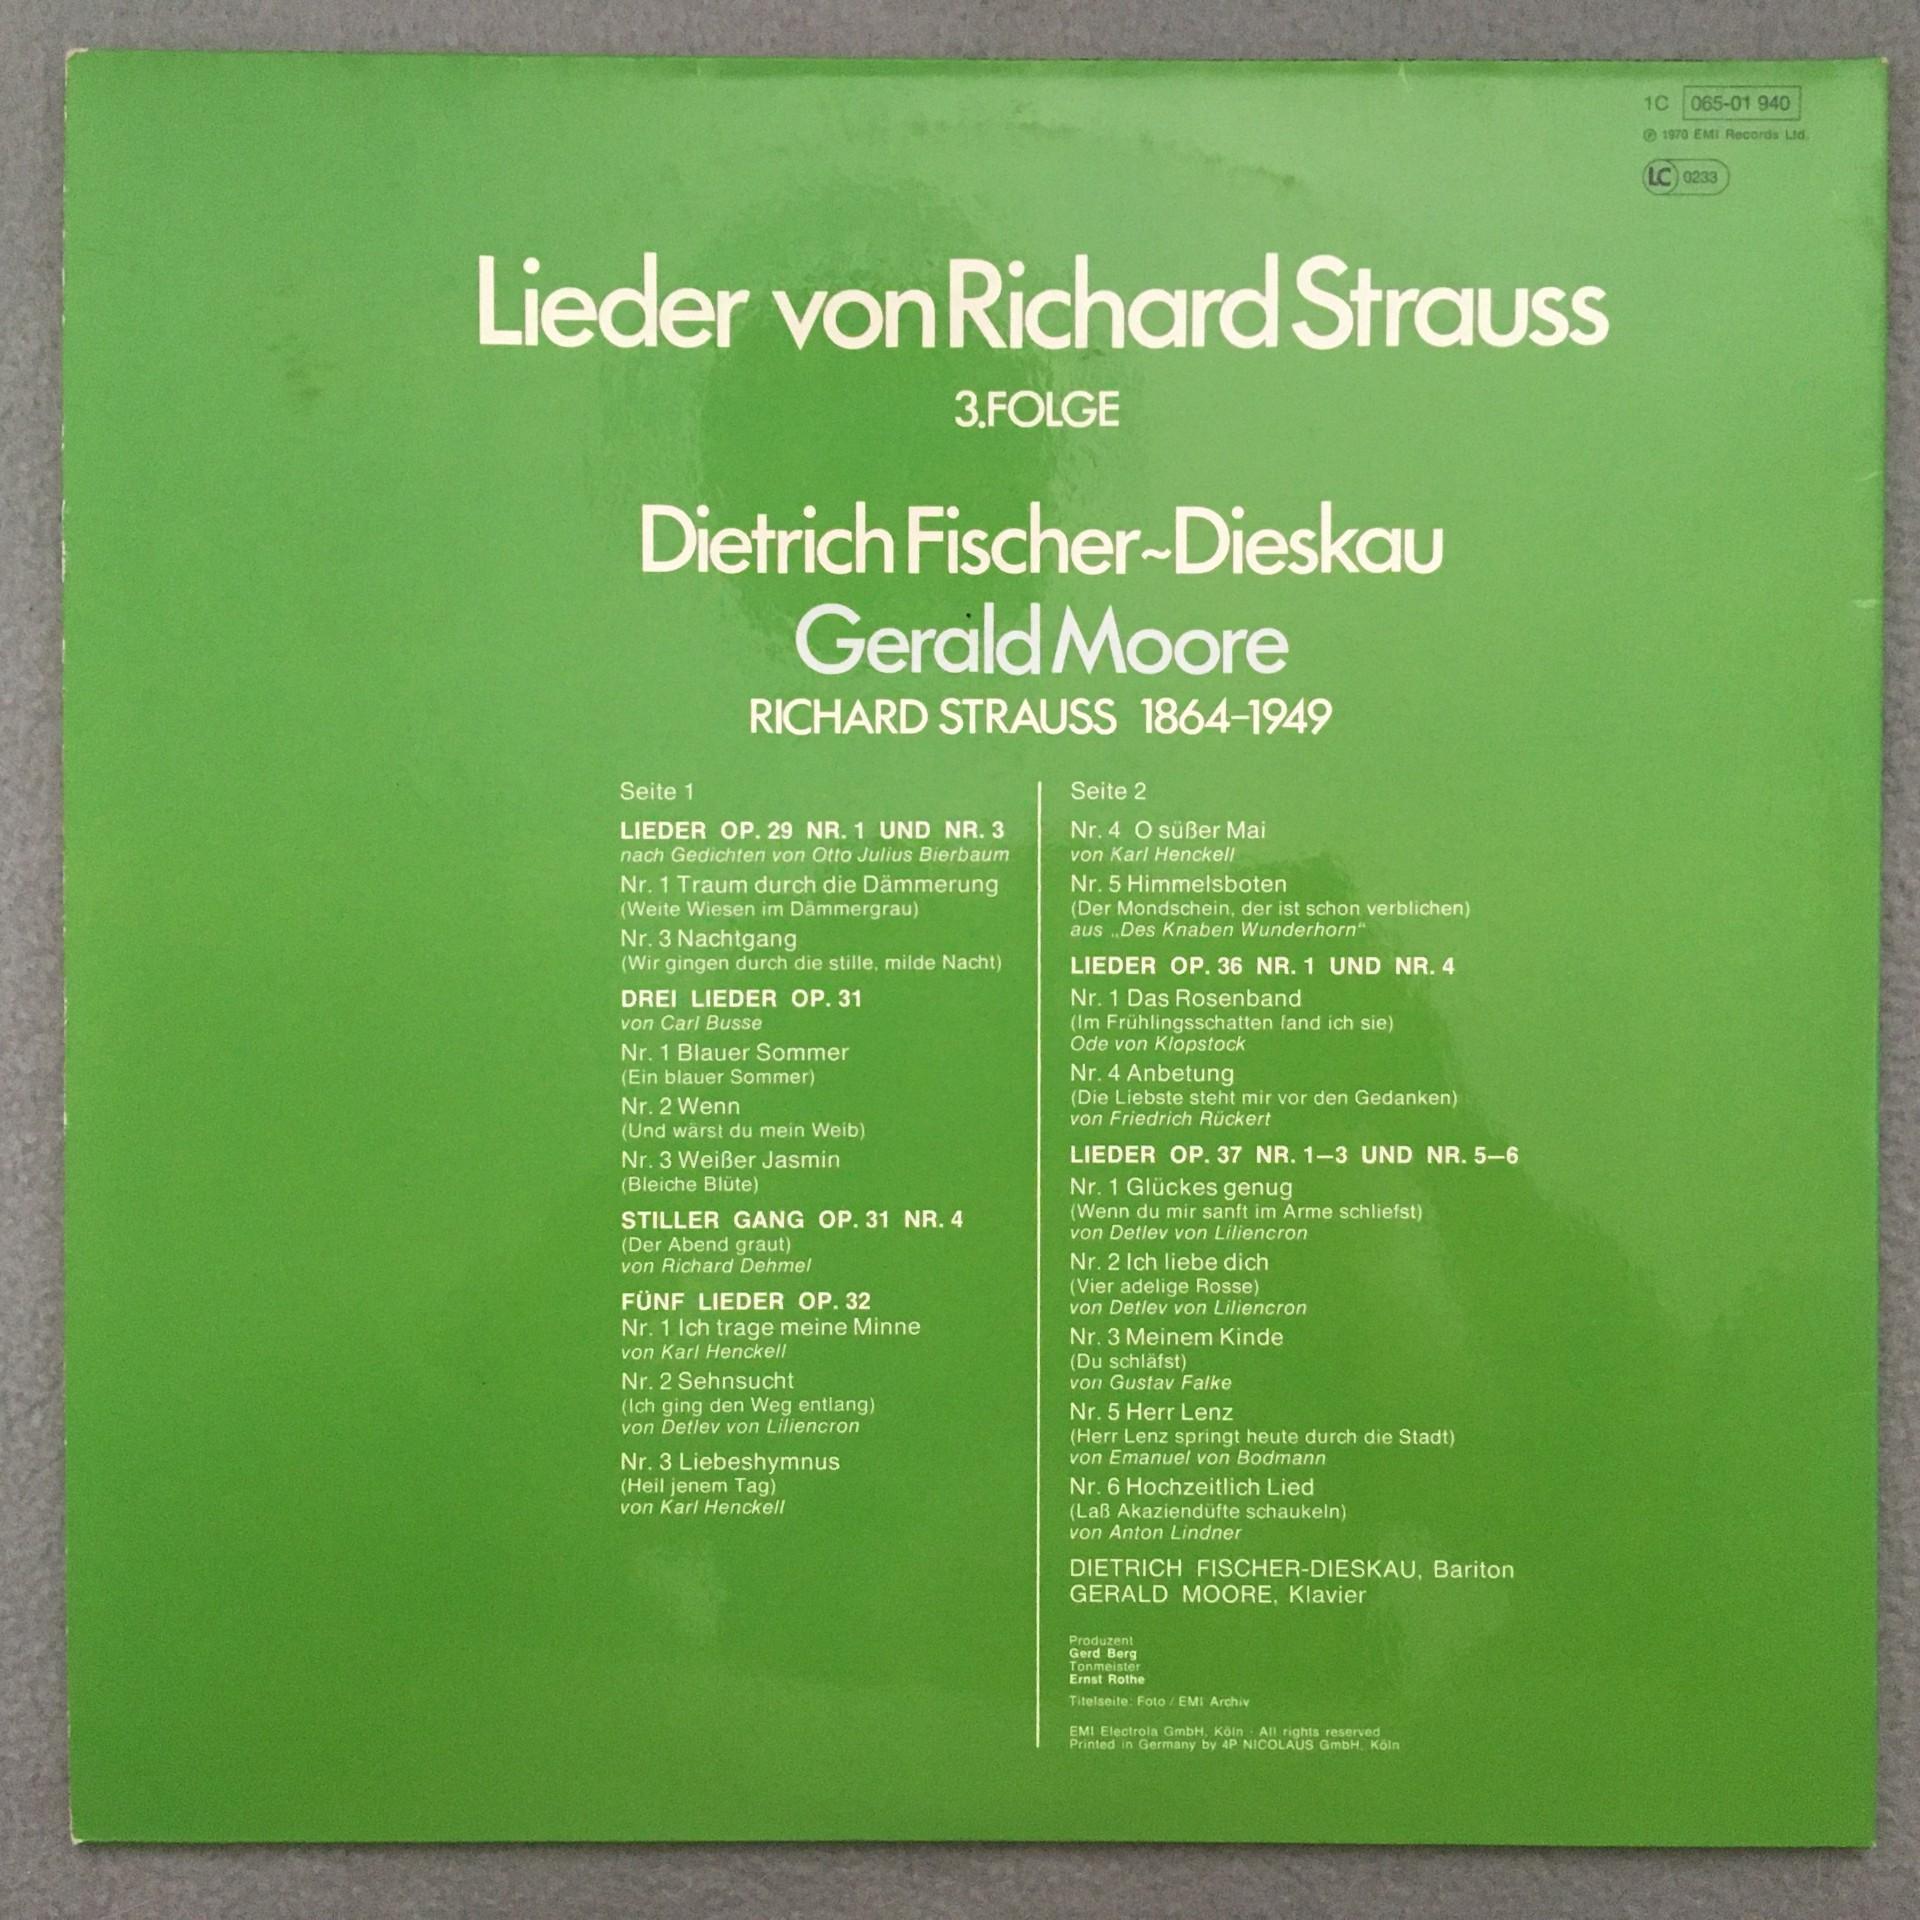 1C 065-01 940
℗ 1970 EMI Records Ltd.
LC 0233
Lieder von Richard Strauss
3.FOLGE
Dietrich Fischer~Dieskau
Gerald Moore
RICHARD STRAUSS 1864–1949
Seite 1
LIEDER OP. 29 NR. 1 UND NR. 3
nach Gedichten von Otto Julius Bierbaum
Nr. 1 Traum durch die Dämmerung
(Weite Wiesen im Dämmergrau)
Nr. 3 Nachtgang
(Wir gingen durch die stille, milde Nacht)
DREI LIEDER OP. 31
von Carl Busse
Nr. 1 Blauer Sommer
(Ein blauer Sommer)
Nr. 2 Wenn
(Und wärst du mein Weib)
Nr. 3 Weißer Jasmin
(Bleiche Blüte)
STILLER GANG OP. 31 NR. 4
(Der Abend graut)
von Richard Dehmel
FÜNF LIEDER OP. 32
Nr. 1 Ich trage meine Minne
von Karl Henckell
Nr. 2 Sehnsucht
(Ich ging den Weg entlang)
von Detlev von Liliencron
Nr. 3 Liebeshymnus
(Heil jenem Tag)
von Karl Henckell
Seite 2
Nr. 4 O süßer Mai
von Karl Henckell
Nr. 5 Himmelsboten
(Der Mondschein, der ist schon verblichen)
aus „Des Knaben Wunderhorn“
LIEDER OP. 36 NR. 1 UND NR. 4
Nr. 1 Das Rosenband
(Im Frühlingsschatten fand ich sie)
Ode von Klopstock
Nr. 4 Anbetung
(Die Liebste steht mir vor den Gedanken)
von Friedrich Rückert
LIEDER OP. 37 NR. 1–3 UND NR. 5–6
Nr. 1 Glückes genug
(Wenn du mir sanft im Arme schliefst)
von Detlev von Liliencron
Nr. 2 Ich liebe dich
(Vier adelige Rosse)
von Detlev von Liliencron
Nr. 3 Meinem Kinde
(Du schläfst)
von Gustav Falke
Nr. 5 Herr Lenz
(Herr Lenz springt heute durch die Stadt)
von Emanuel von Bodmann
Nr. 6 Hochzeitlich Lied
(Laß Akaziendüfte schaukeln)
von Anton Lindner
DIETRICH FISCHER-DIESKAU, Bariton
GERALD MOORE, Klavier
Produzent
Gerd Berg
Tonmeister
Ernst Rothe
Titelseite: Foto / EMI Archiv
EMI Electrola GmbH, Köln · All rights reserved
Printed in Germany by 4P NICOLAUS GmbH, Köln